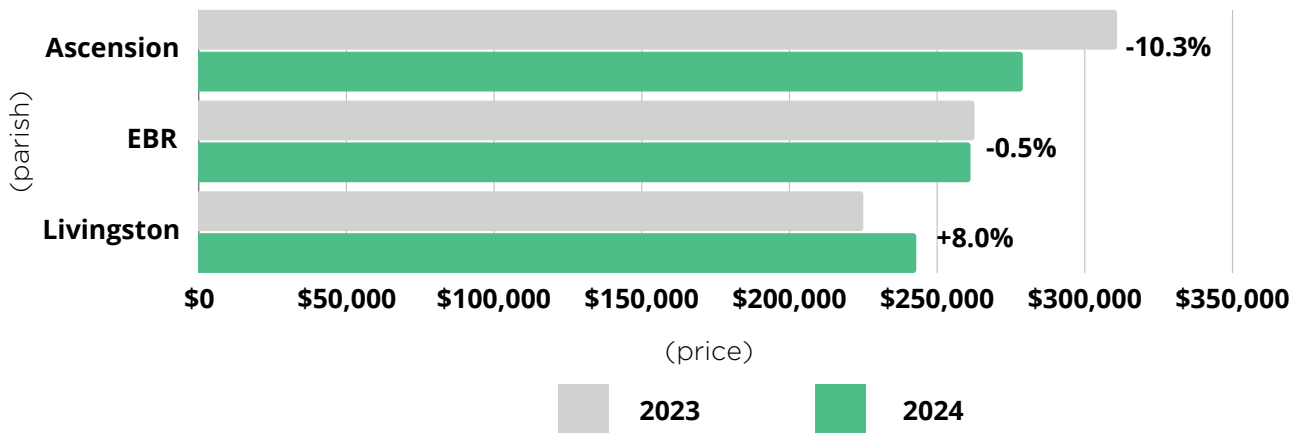 Ascension
-10.3%
EBR
-0.5%
Livingston
+8.0%
(parish)
$0 $50,000 $100,000 $150,000 $200,000 $250,000 $300,000 $350,000
(price)
2023 2024